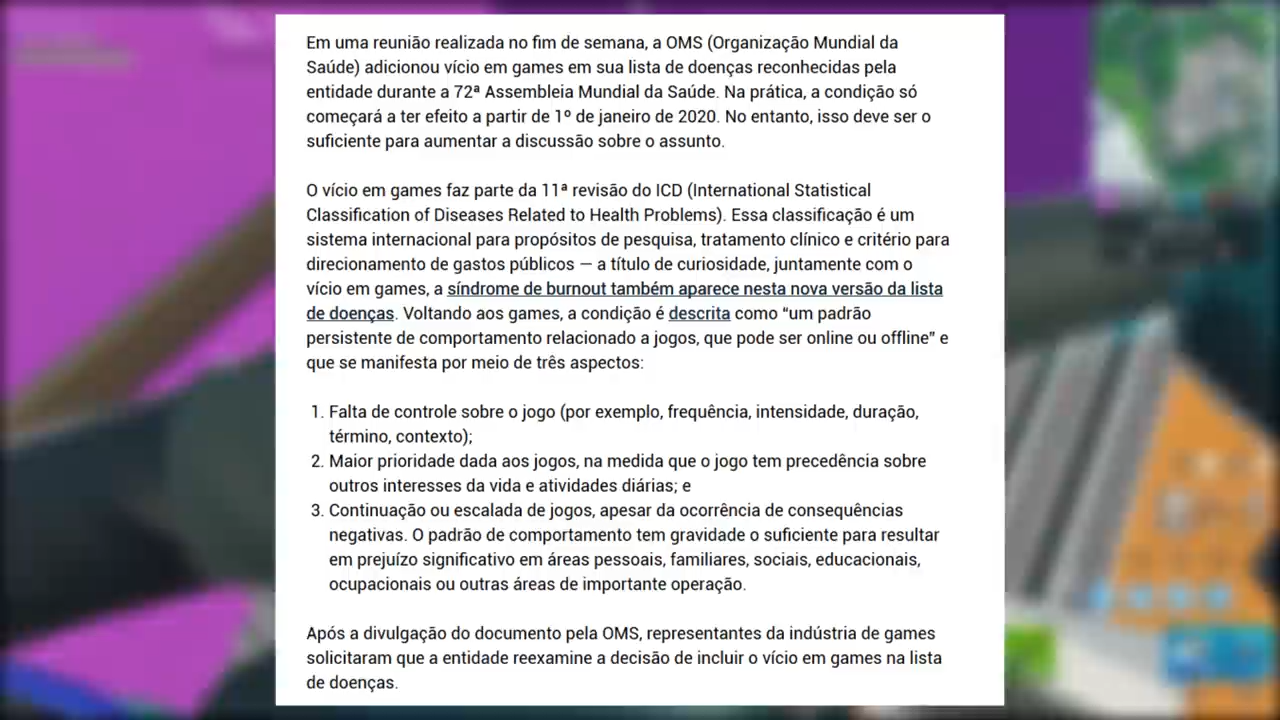 Em uma reunião realizada no fim de semana, a OMS (Organização Mundial da
Saúde) adicionou vício em games em sua lista de doenças reconhecidas pela
entidade durante a 72ª Assembleia Mundial da Saúde. Na prática, a condição só
começará a ter efeito a partir de 1º de janeiro de 2020. No entanto, isso deve ser o
suficiente para aumentar a discussão sobre o assunto.
O vício em games faz parte da 11ª revisão do ICD (International Statistical
Classification of Diseases Related to Health Problems). Essa classificação é um
sistema internacional para propósitos de pesquisa, tratamento clínico e critério para
direcionamento de gastos públicos — a título de curiosidade, juntamente com o
vício em games, a síndrome de burnout também aparece nesta nova versão da lista
de doenças. Voltando aos games, a condição é descrita como “um padrão
persistente de comportamento relacionado a jogos, que pode ser online ou offline” e
que se manifesta por meio de três aspectos:
1. Falta de controle sobre o jogo (por exemplo, frequência, intensidade, duração,
término, contexto);
2. Maior prioridade dada aos jogos, na medida que o jogo tem precedência sobre
outros interesses da vida e atividades diárias; e
3. Continuação ou escalada de jogos, apesar da ocorrência de consequências
negativas. O padrão de comportamento tem gravidade o suficiente para resultar
em prejuízo significativo em áreas pessoais, familiares, sociais, educacionais,
ocupacionais ou outras áreas de importante operação.
Após a divulgação do documento pela OMS, representantes da indústria de games
solicitaram que a entidade reexamine a decisão de incluir o vício em games na lista
de doenças.